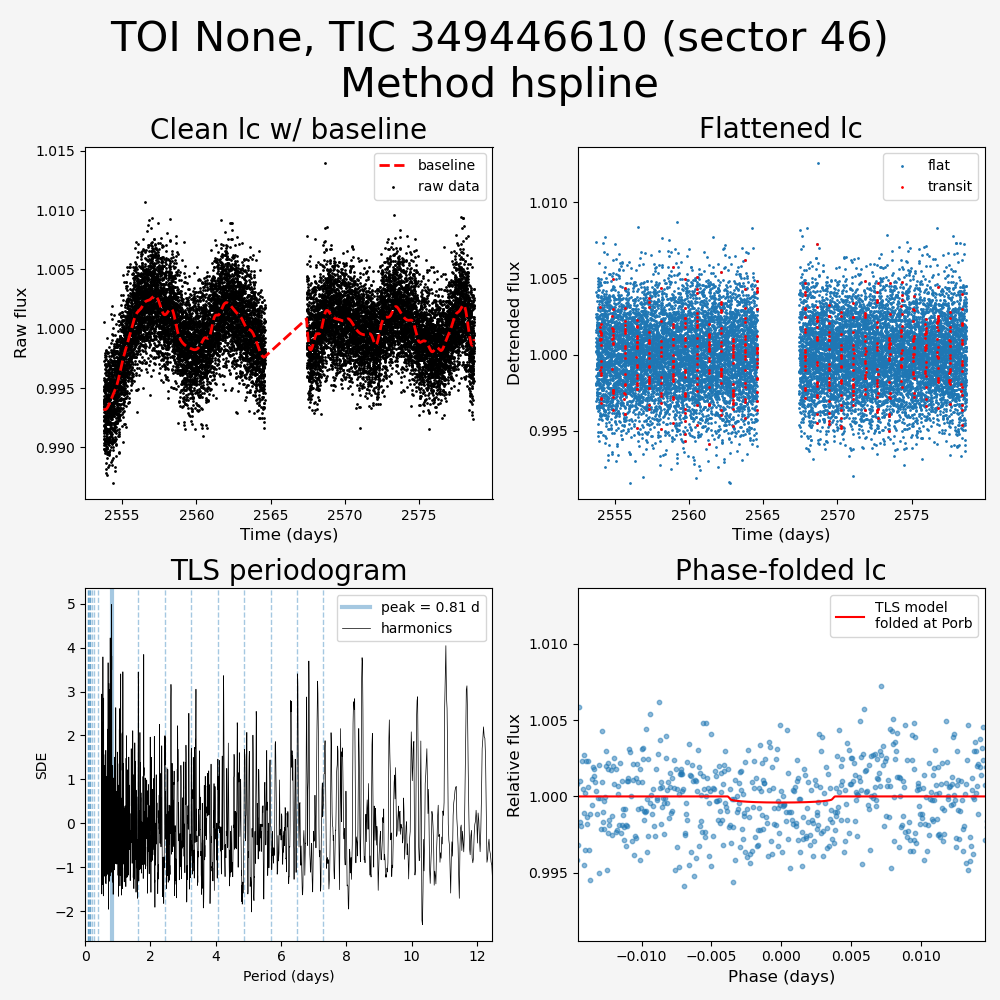 TOI None, TIC 349446610 (sector 46)
Method hspline
Clean lc w/ baseline
Raw flux
1.015
1.010
1.005
1.000
0.995
0.990
baseline
raw data
2555
2560
2565
2570
2575
Time (days)
Flattened lc
Detrended flux
1.010
1.005
1.000
0.995
flat
transit
2555
2560
2565
2570
2575
Time (days)
TLS periodogram
SDE
5
4
3
2
1
0
−1
−2
peak = 0.81 d
harmonics
0
2
4
6
8
10
12
Period (days)
Phase-folded lc
Relative flux
1.010
1.005
1.000
0.995
TLS model
folded at Porb
−0.010
−0.005
0.000
0.005
0.010
Phase (days)